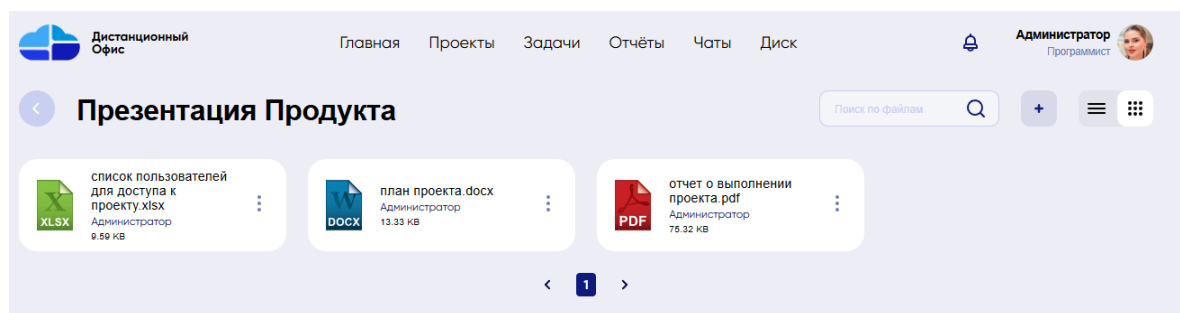 Дистанционный
Офис
Главная Проекты Задачи Отчёты Чаты Диск
Администратор
Программист
Презентация Продукта
Поиск по файлам
+
XLSX
список пользователей
для доступа к
проекту.xlsx
Администратор
9.59 KB
W
DOCX
план проекта.docx
Администратор
13.33 KB
PDF
отчет о выполнении
проекта.pdf
Администратор
75.32 KB
< 1 >